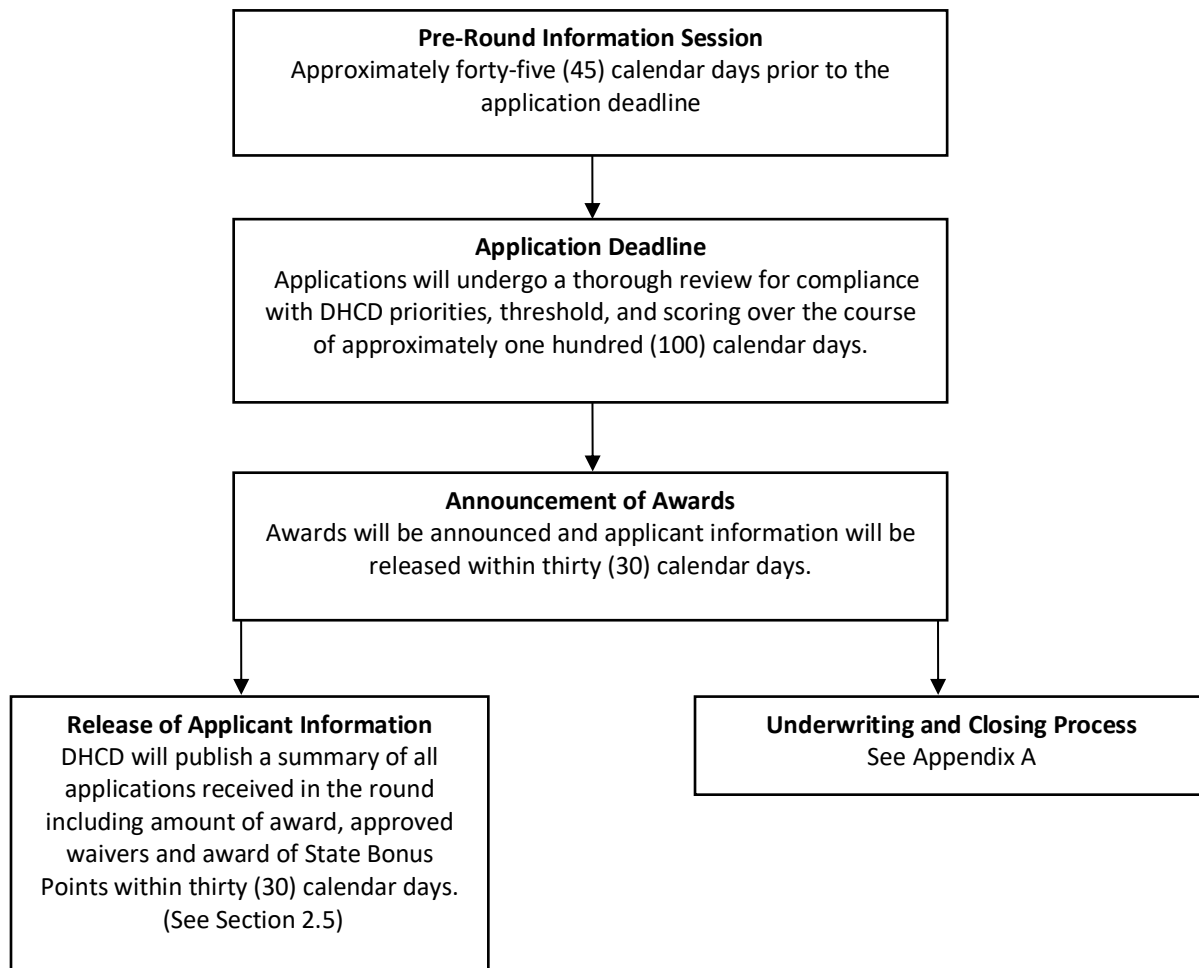 Pre-Round Information Session
Approximately forty-five (45) calendar days prior to the
application deadline
Application Deadline
Applications will undergo a thorough review for compliance
with DHCD priorities, threshold, and scoring over the course
of approximately one hundred (100) calendar days.
Announcement of Awards
Awards will be announced and applicant information will be
released within thirty (30) calendar days.
Release of Applicant Information
DHCD will publish a summary of all
applications received in the round
including amount of award, approved
waivers and award of State Bonus
Points within thirty (30) calendar days.
(See Section 2.5)
Underwriting and Closing Process
See Appendix A